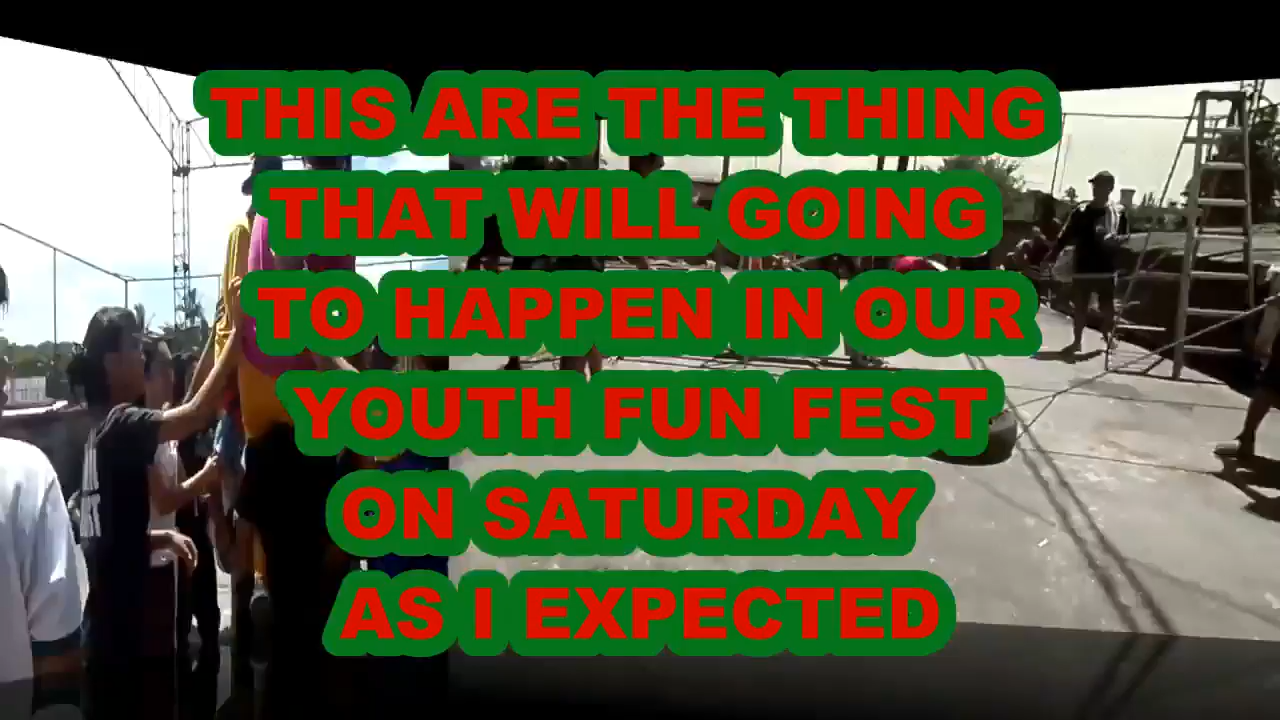 THIS ARE THE THING
THAT WILL GOING
TO HAPPEN IN OUR
YOUTH FUN FEST
ON SATURDAY
AS I EXPECTED